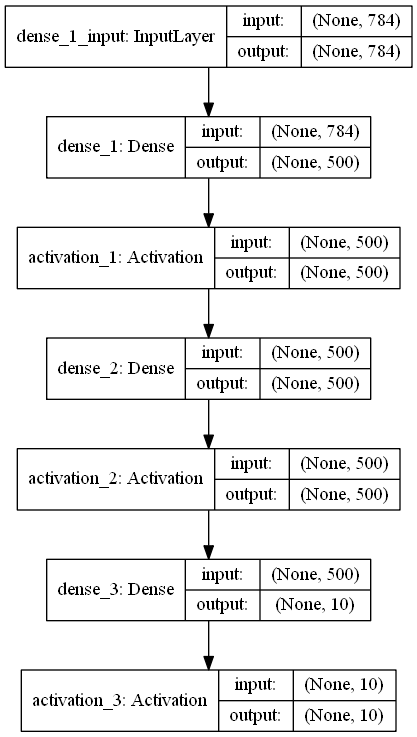 dense_1_input: InputLayer
input: (None, 784)
output: (None, 784)
dense_1: Dense
input: (None, 784)
output: (None, 500)
activation_1: Activation
input: (None, 500)
output: (None, 500)
dense_2: Dense
input: (None, 500)
output: (None, 500)
activation_2: Activation
input: (None, 500)
output: (None, 500)
dense_3: Dense
input: (None, 500)
output: (None, 10)
activation_3: Activation
input: (None, 10)
output: (None, 10)